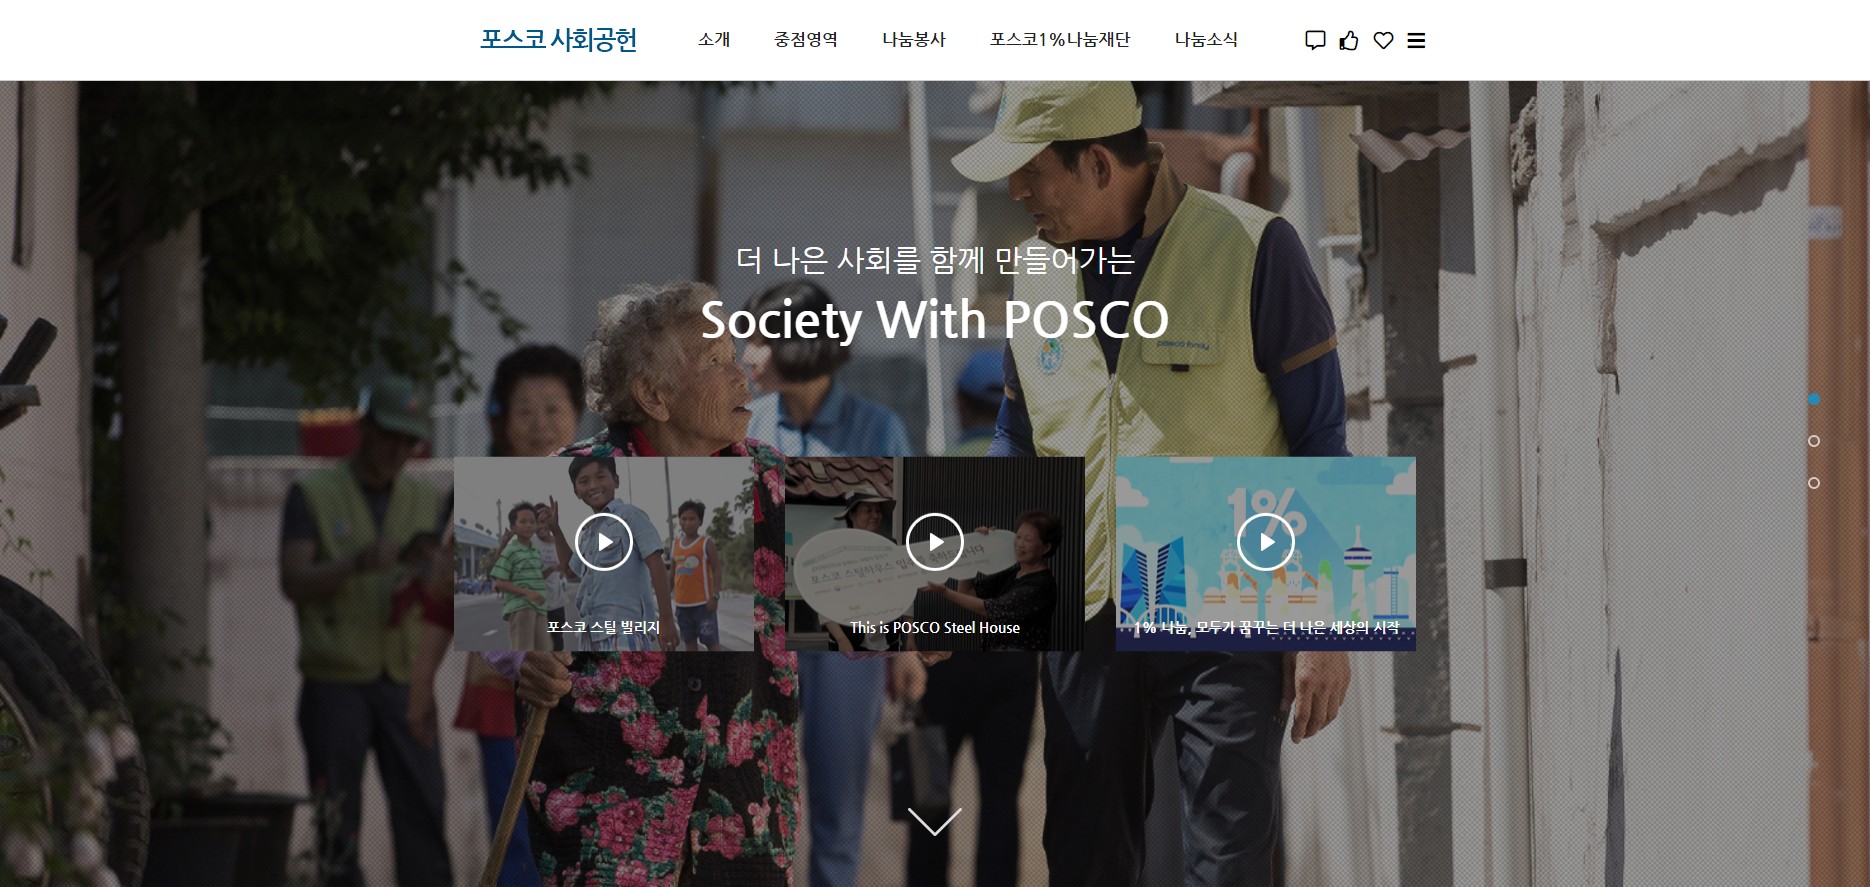 포스코 사회공헌
소개
중점영역
나눔봉사
포스코1%나눔재단
나눔소식
더 나은 사회를 함께 만들어가는
Society With POSCO
posco family
1%
포스코 스틸 빌리지
This is POSCO Steel House
1% 나눔, 모두가 꿈꾸는 더 나은 세상의 시작